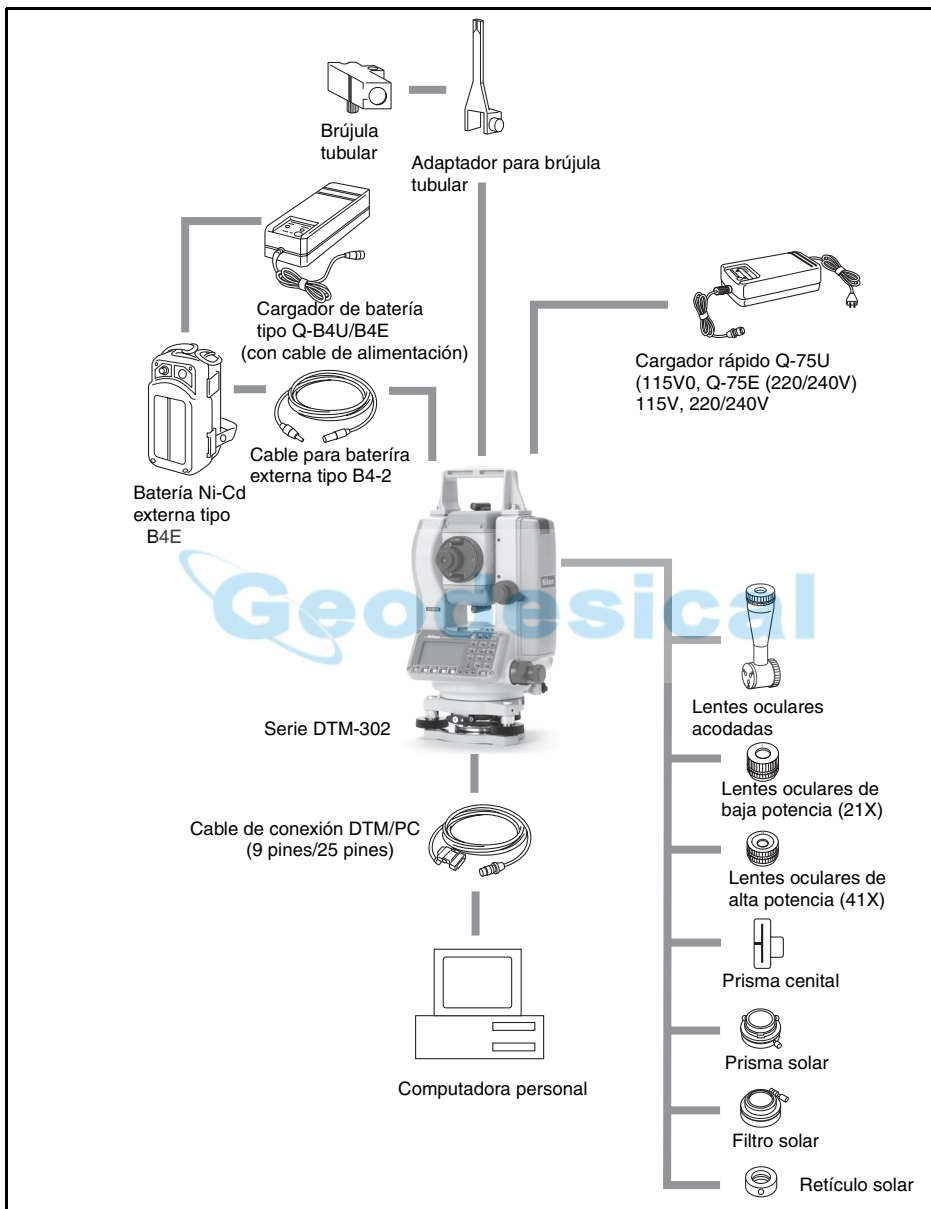 Brújula
tubular
Adaptador para brújula
tubular
Cargador de batería
tipo Q-B4U/B4E
(con cable de alimentación)
Cargador rápido Q-75U
(115V0, Q-75E (220/240V)
115V, 220/240V
Cable para bateríra
externa tipo B4-2
Batería Ni-Cd
externa tipo
B4E
Geodesical
Nikon
Nikon
Serie DTM-302
Lentes oculares
acodadas
Lentes oculares de
baja potencia (21X)
Cable de conexión DTM/PC
(9 pines/25 pines)
Lentes oculares de
alta potencia (41X)
Prisma cenital
Prisma solar
Computadora personal
Filtro solar
Retículo solar